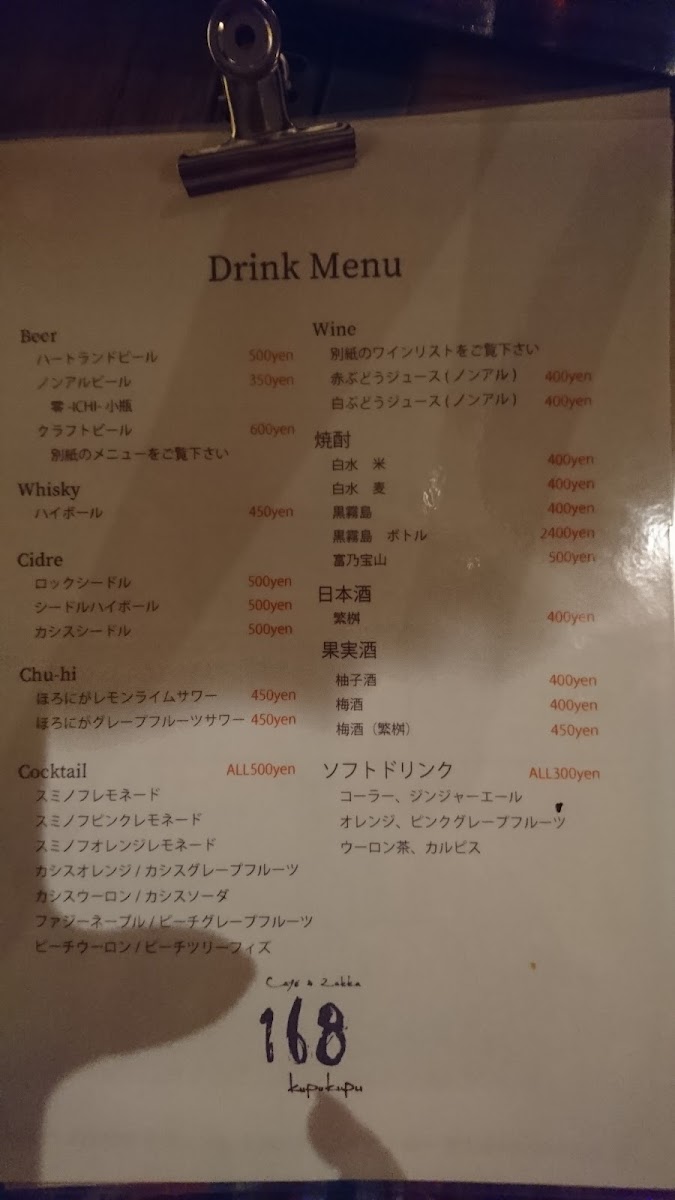 Drink Menu
Beer
ハートランドビール 500yen
ノンアルビール 350yen
零 -ICHI- 小瓶
クラフトビール 600yen
別紙のメニューをご覧下さい
Whisky
ハイボール 450yen
Cidre
ロックシードル 500yen
シードルハイボール 500yen
カシスシードル 500yen
Chu-hi
ほろにがレモンライムサワー 450yen
ほろにがグレープフルーツサワー 450yen
Cocktail ALL500yen
スミノフレモネード
スミノフピンクレモネード
スミノフオレンジレモネード
カシスオレンジ / カシスグレープフルーツ
カシスウーロン / カシスソーダ
ファジーネーブル / ピーチグレープフルーツ
ピーチウーロン / ピーチツリーフィズ
Wine
別紙のワインリストをご覧下さい
赤ぶどうジュース ( ノンアル ) 400yen
白ぶどうジュース ( ノンアル ) 400yen
焼酎
白水 米 400yen
白水 麦 400yen
黒霧島 400yen
黒霧島 ボトル 2400yen
富乃宝山 500yen
日本酒
繁桝 400yen
果実酒
柚子酒 400yen
梅酒 400yen
梅酒（繁桝） 450yen
ソフトドリンク ALL300yen
コーラー、ジンジャーエール
オレンジ、ピンクグレープフルーツ
ウーロン茶、カルピス
Cafe & Zakka
168
kupukupu